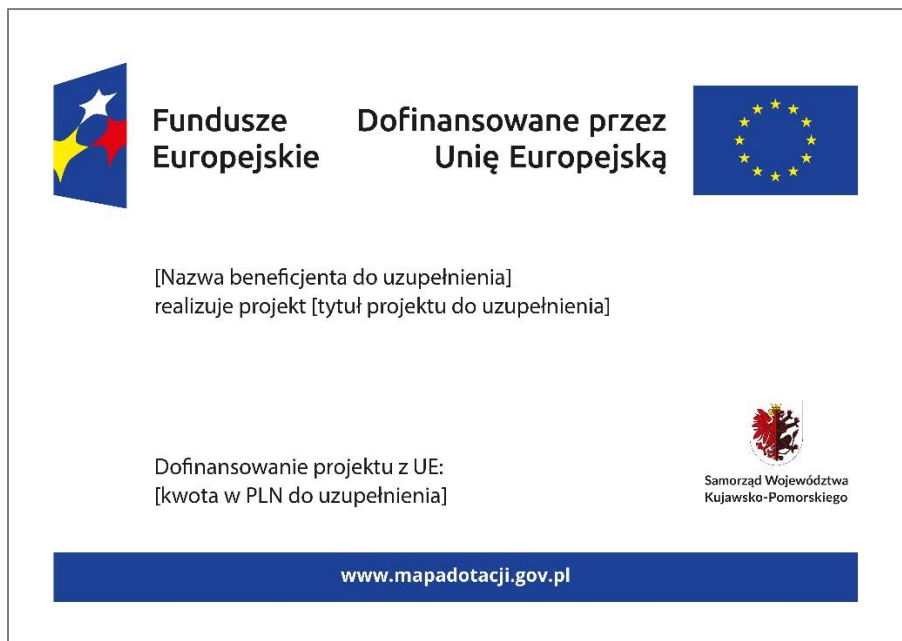 Fundusze
Europejskie
Dofinansowane przez
Unię Europejską
[Nazwa beneficjenta do uzupełnienia]
realizuje projekt [tytuł projektu do uzupełnienia]
Dofinansowanie projektu z UE:
[kwota w PLN do uzupełnienia]
Samorząd Województwa
Kujawsko-Pomorskiego
www.mapadotacji.gov.pl